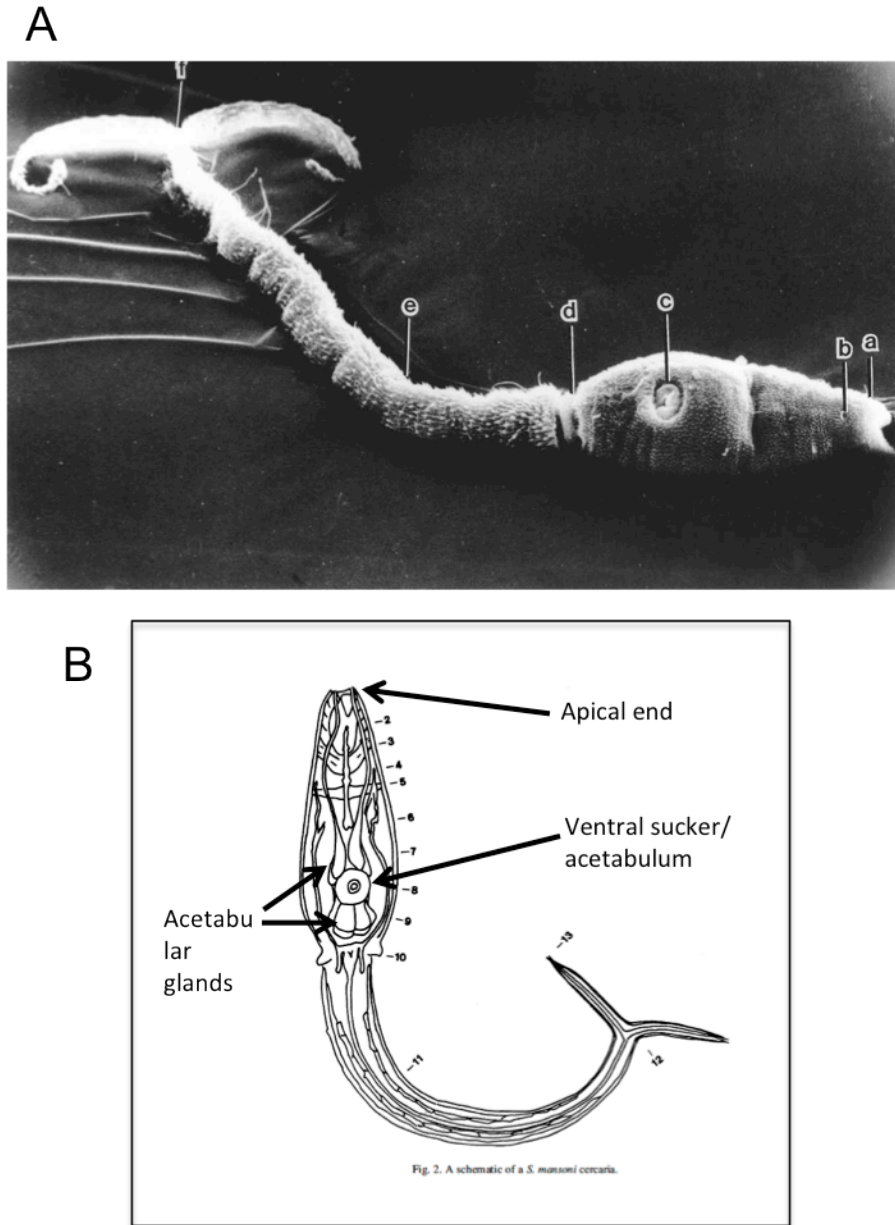 A
f
e
d
c
b
a
B
Apical end
Ventral sucker/
acetabulum
Acetabu
lar
glands
-2
-3
-4
-5
-6
-7
-8
-9
-10
-11
-12
-13
Fig. 2. A schematic of a S. mansoni cercaria.